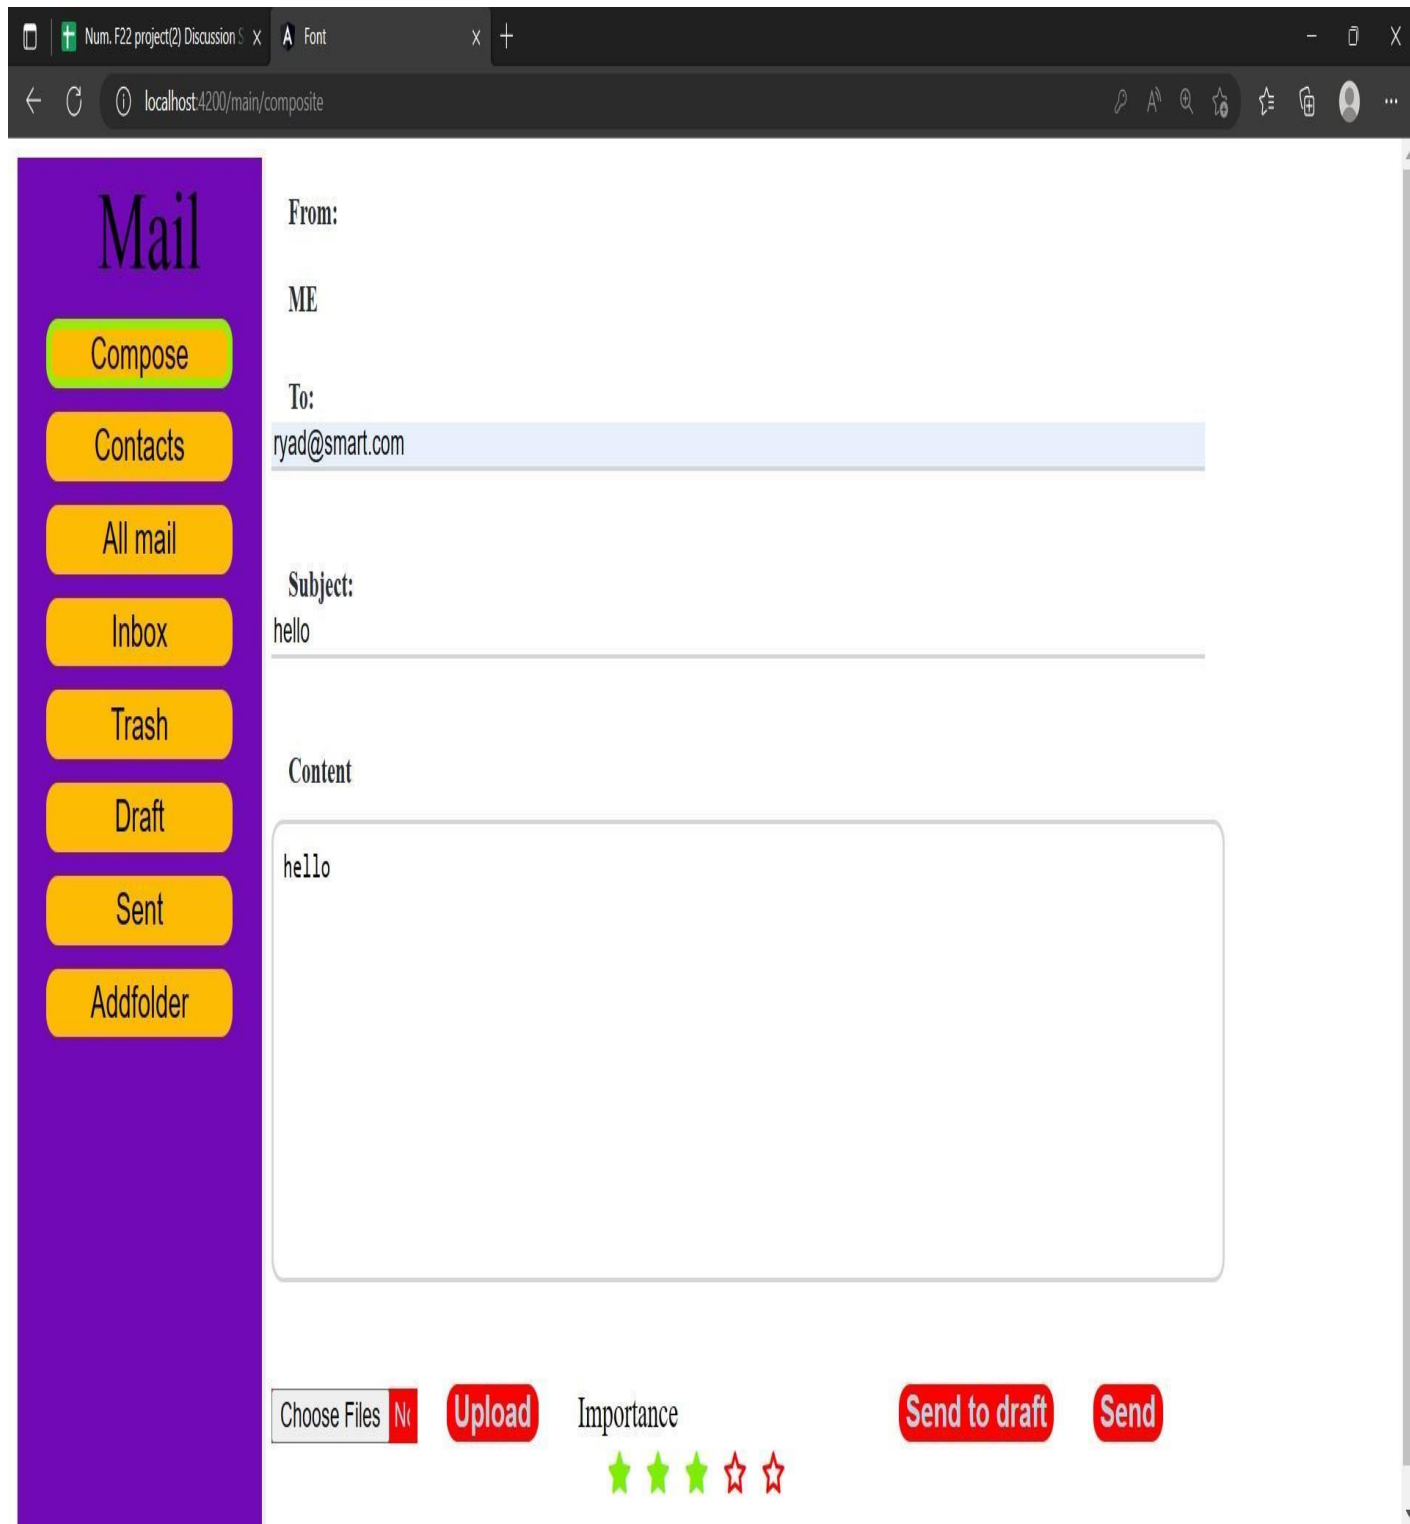 Num. F22 project(2) Discussion S
Font
localhost:4200/main/composite
Mail
Compose
Contacts
All mail
Inbox
Trash
Draft
Sent
Addfolder
From:
ME
To:
ryad@smart.com
Subject:
hello
Content
hello
Choose Files
Upload
Importance
Send to draft
Send